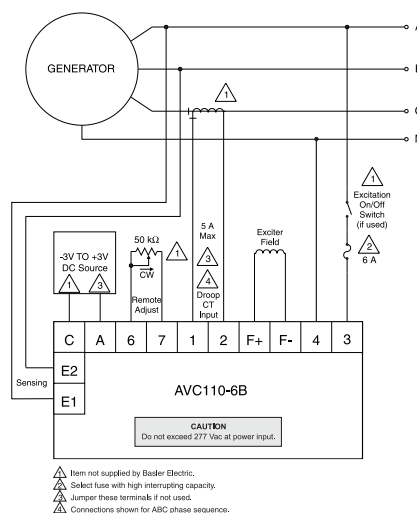 GENERATOR
A
B
C
N
1
1
Excitation
On/Off
Switch
(if used)
2
6 A
-3V TO +3V
DC Source
1
3
50 kΩ
CW
Remote
Adjust
1
5 A
Max
3
4
Droop
CT
Input
Exciter
Field
C
A
6
7
1
2
F+
F-
4
3
E2
E1
Sensing
AVC110-6B
CAUTION
Do not exceed 277 Vac at power input.
1 Item not supplied by Basler Electric.
2 Select fuse with high interrupting capacity.
3 Jumper these terminals if not used.
4 Connections shown for ABC phase sequence.